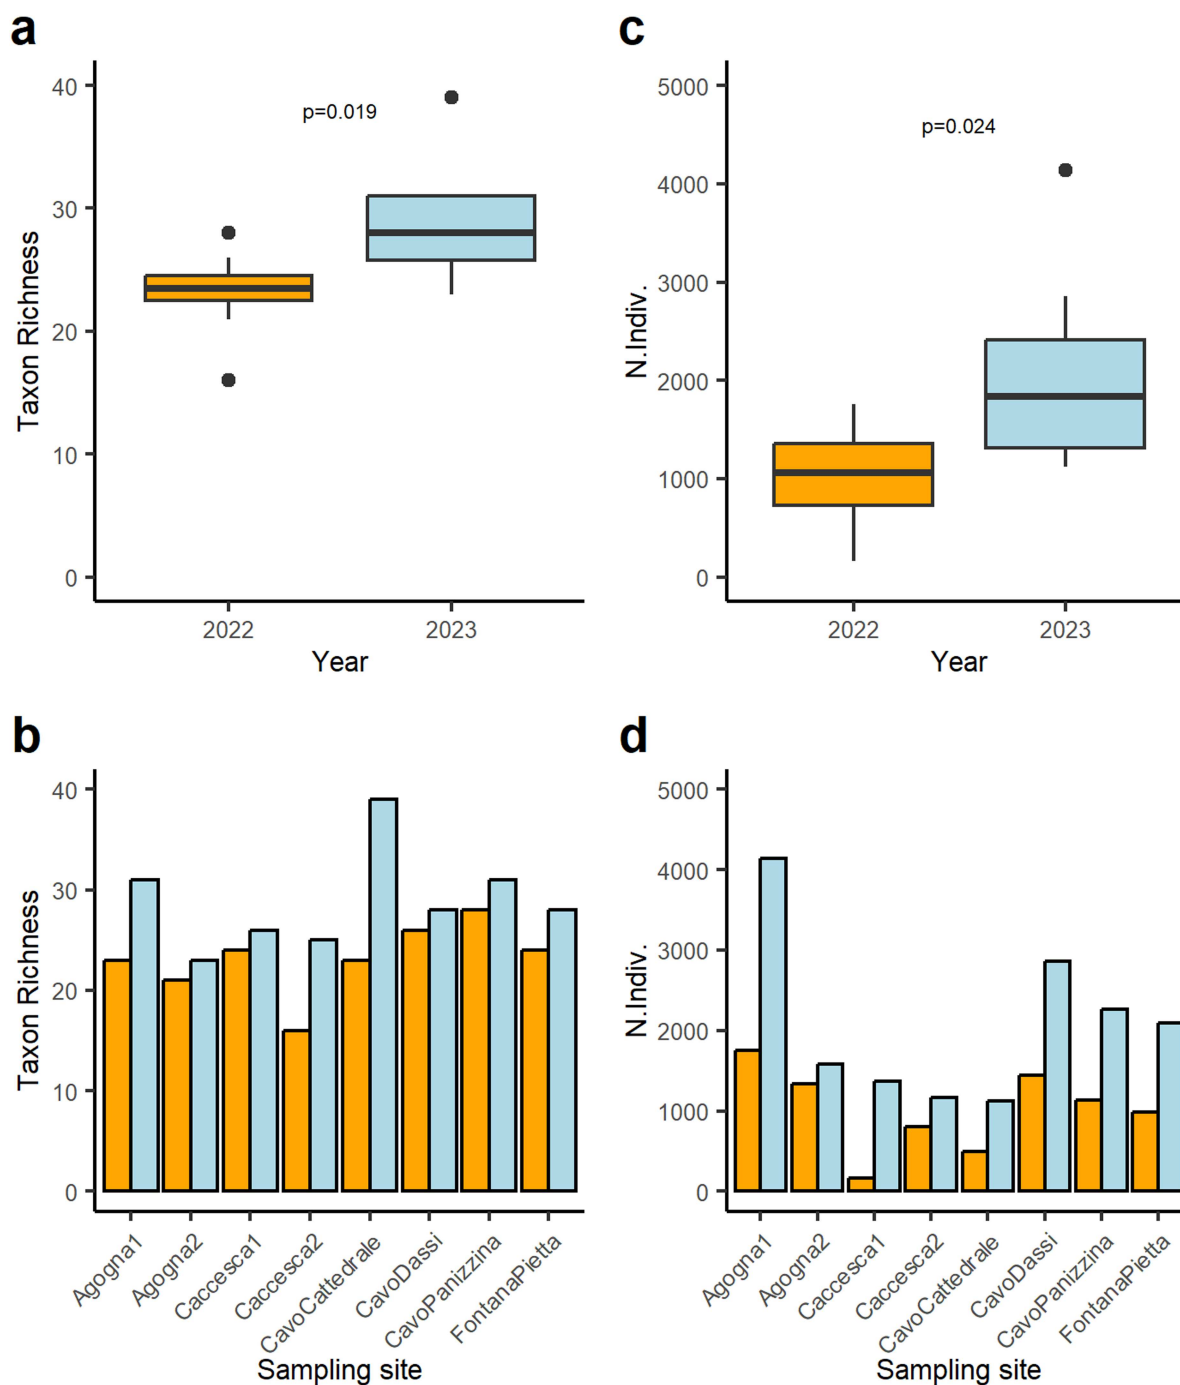 a
40
30
20
10
0
Taxon Richness
p=0.019
2022
2023
Year
c
5000
4000
3000
2000
1000
0
N.Indiv.
p=0.024
2022
2023
Year
b
40
30
20
10
0
Taxon Richness
Agogna1
Agogna2
Caccesca1
Caccesca2
CavoCattedrale
CavoDassi
CavoPanizzina
FontanaPietta
Sampling site
d
5000
4000
3000
2000
1000
0
N.Indiv.
Agogna1
Agogna2
Caccesca1
Caccesca2
CavoCattedrale
CavoDassi
CavoPanizzina
FontanaPietta
Sampling site